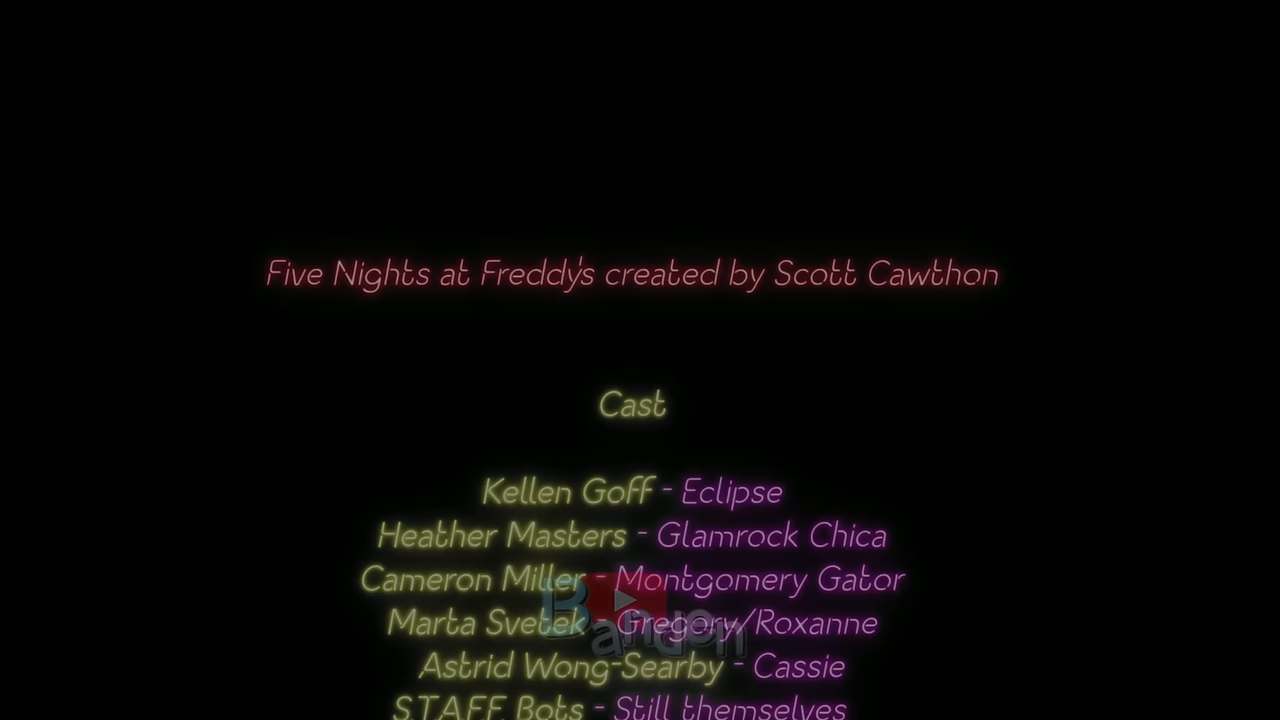 Five Nights at Freddy's created by Scott Cawthon
Cast
Kellen Goff - Eclipse
Heather Masters - Glamrock Chica
Cameron Miller - Montgomery Gator
Marta Svetek - Gregory/Roxanne
Astrid Wong-Searby - Cassie
S.T.A.F.F. Bots - Still themselves
Bandon